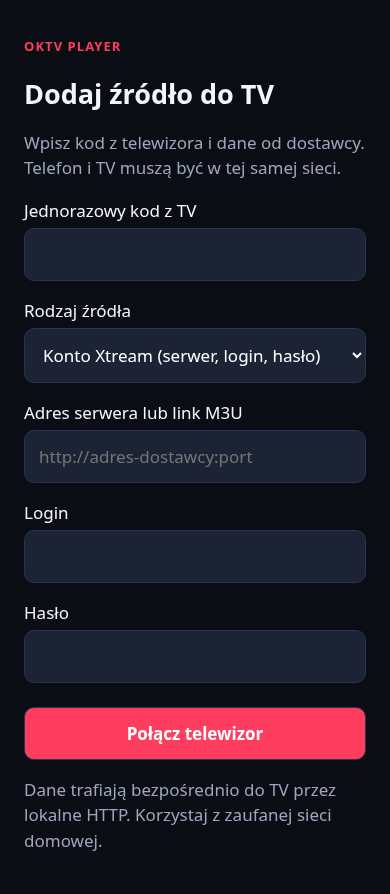 OKTV PLAYER
Dodaj źródło do TV
Wpisz kod z telewizora i dane od dostawcy.
Telefon i TV muszą być w tej samej sieci.
Jednorazowy kod z TV
Rodzaj źródła
Konto Xtream (serwer, login, hasło)
Adres serwera lub link M3U
http://adres-dostawcy:port
Login
Hasło
Połącz telewizor
Dane trafiają bezpośrednio do TV przez
lokalne HTTP. Korzystaj z zaufanej sieci
domowej.